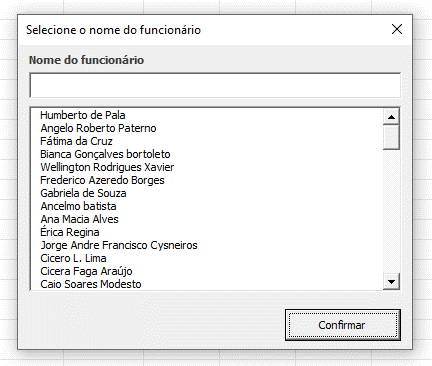 Selecione o nome do funcionário
Nome do funcionário
Humberto de Pala
Angelo Roberto Paterno
Fátima da Cruz
Bianca Gonçalves bortoleto
Wellington Rodrigues Xavier
Frederico Azeredo Borges
Gabriela de Souza
Ancelmo batista
Ana Macia Alves
Érica Regina
Jorge Andre Francisco Cysneiros
Cicero L. Lima
Cicera Faga Araújo
Caio Soares Modesto
Confirmar